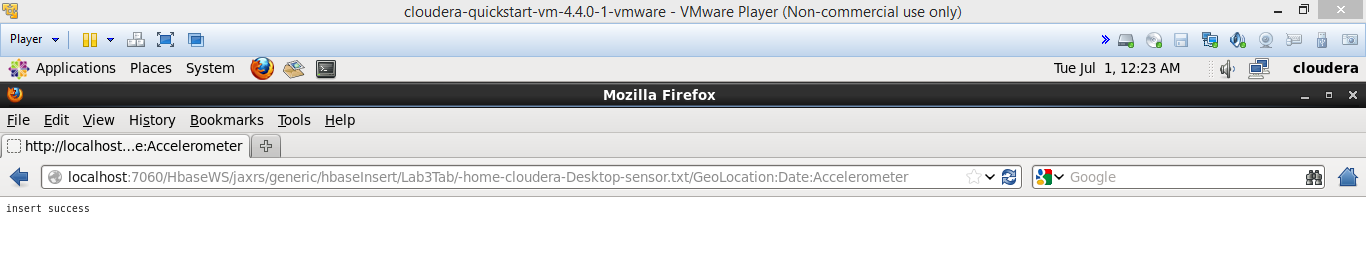 cloudera-quickstart-vm-4.4.0-1-vmware - VMware Player (Non-commercial use only)
Player
Applications Places System Tue Jul 1, 12:23 AM cloudera
Mozilla Firefox
File Edit View History Bookmarks Tools Help
http://localhost...e:Accelerometer
localhost:7060/HbaseWS/jaxrs/generic/hbaseInsert/Lab3Tab/-home-cloudera-Desktop-sensor.txt/GeoLocation:Date:Accelerometer Google
insert success